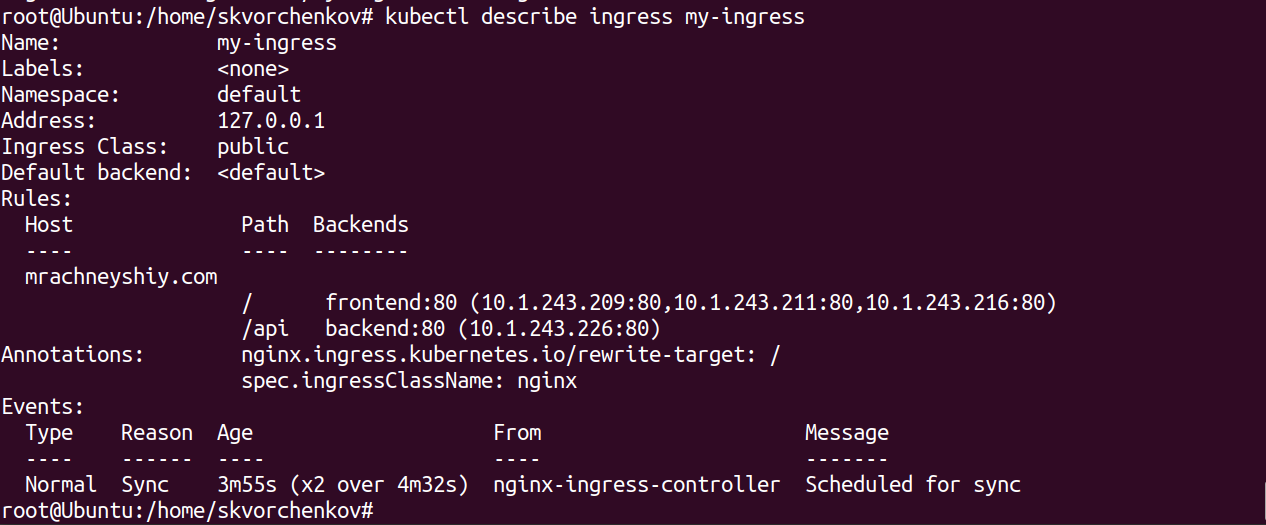 root@Ubuntu:/home/skvorchenkov# kubectl describe ingress my-ingress
Name:             my-ingress
Labels:           <none>
Namespace:        default
Address:          127.0.0.1
Ingress Class:    public
Default backend:  <default>
Rules:
  Host              Path  Backends
  ----              ----  --------
  mrachneyshiy.com
                    /      frontend:80 (10.1.243.209:80,10.1.243.211:80,10.1.243.216:80)
                    /api   backend:80 (10.1.243.226:80)
Annotations:        nginx.ingress.kubernetes.io/rewrite-target: /
                    spec.ingressClassName: nginx
Events:
  Type    Reason  Age                    From                      Message
  ----    ------  ----                   ----                      -------
  Normal  Sync    3m55s (x2 over 4m32s)  nginx-ingress-controller  Scheduled for sync
root@Ubuntu:/home/skvorchenkov#